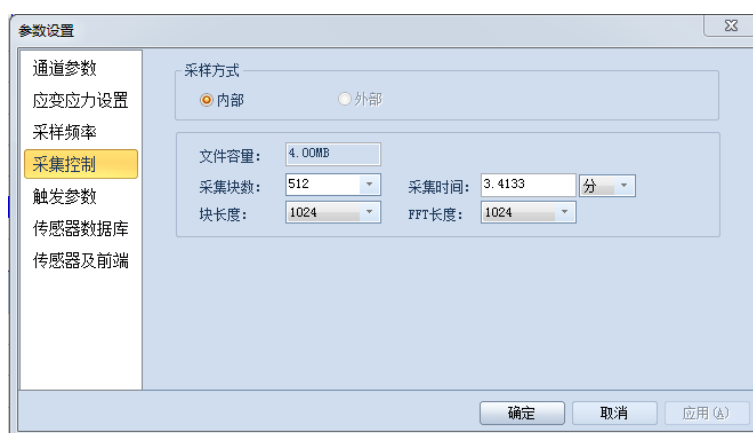 参数设置
通道参数
应变应力设置
采样频率
采集控制
触发参数
传感器数据库
传感器及前端
采样方式
内部 外部
文件容量： 4.00MB
采集块数： 512 采集时间： 3.4133 分
块长度： 1024 FFT长度： 1024
确定 取消 应用(A)